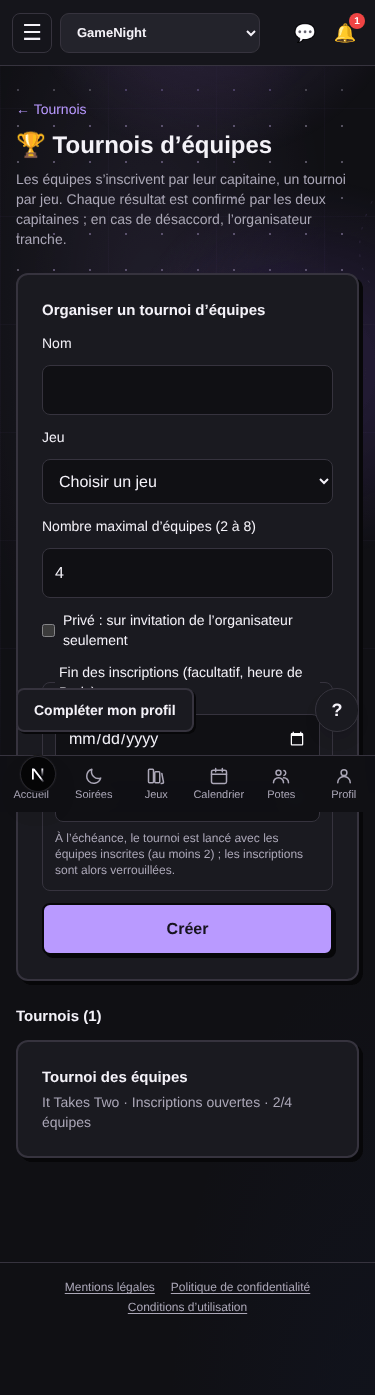 ☰
GameNight
1
← Tournois
🏆 Tournois d’équipes
Les équipes s’inscrivent par leur capitaine, un tournoi
par jeu. Chaque résultat est confirmé par les deux
capitaines ; en cas de désaccord, l’organisateur
tranche.
Organiser un tournoi d’équipes
Nom
Jeu
Choisir un jeu
Nombre maximal d’équipes (2 à 8)
4
Privé : sur invitation de l’organisateur
seulement
Fin des inscriptions (facultatif, heure de
Compléter mon profil
?
mm/dd/yyyy
N
Accueil
Soirées
Jeux
Calendrier
Potes
Profil
À l’échéance, le tournoi est lancé avec les
équipes inscrites (au moins 2) ; les inscriptions
sont alors verrouillées.
Créer
Tournois (1)
Tournoi des équipes
It Takes Two · Inscriptions ouvertes · 2/4
équipes
Mentions légales
Politique de confidentialité
Conditions d’utilisation